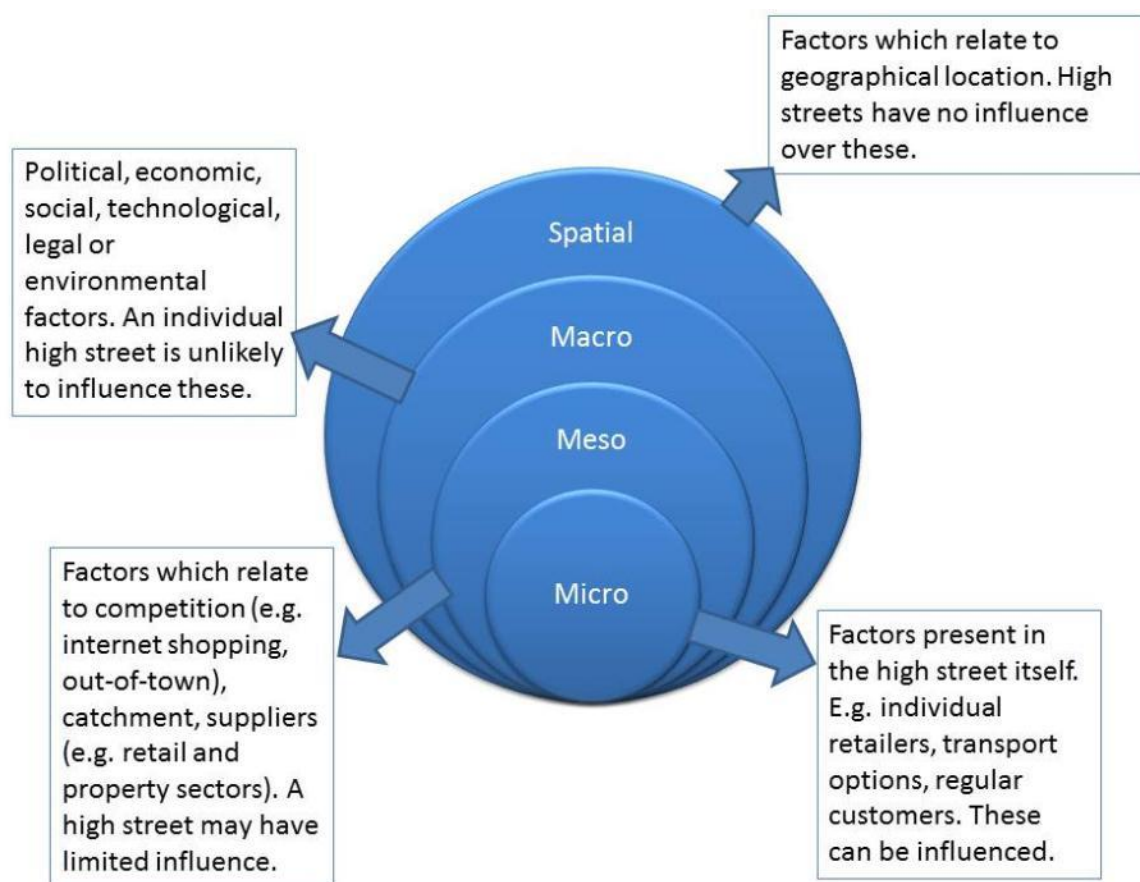 Factors which relate to
geographical location. High
streets have no influence
over these.
Political, economic,
social, technological,
legal or
environmental
factors. An individual
high street is unlikely
to influence these.
Spatial
Macro
Meso
Micro
Factors which relate
to competition (e.g.
internet shopping,
out-of-town),
catchment, suppliers
(e.g. retail and
property sectors). A
high street may have
limited influence.
Factors present in
the high street itself.
E.g. individual
retailers, transport
options, regular
customers. These
can be influenced.